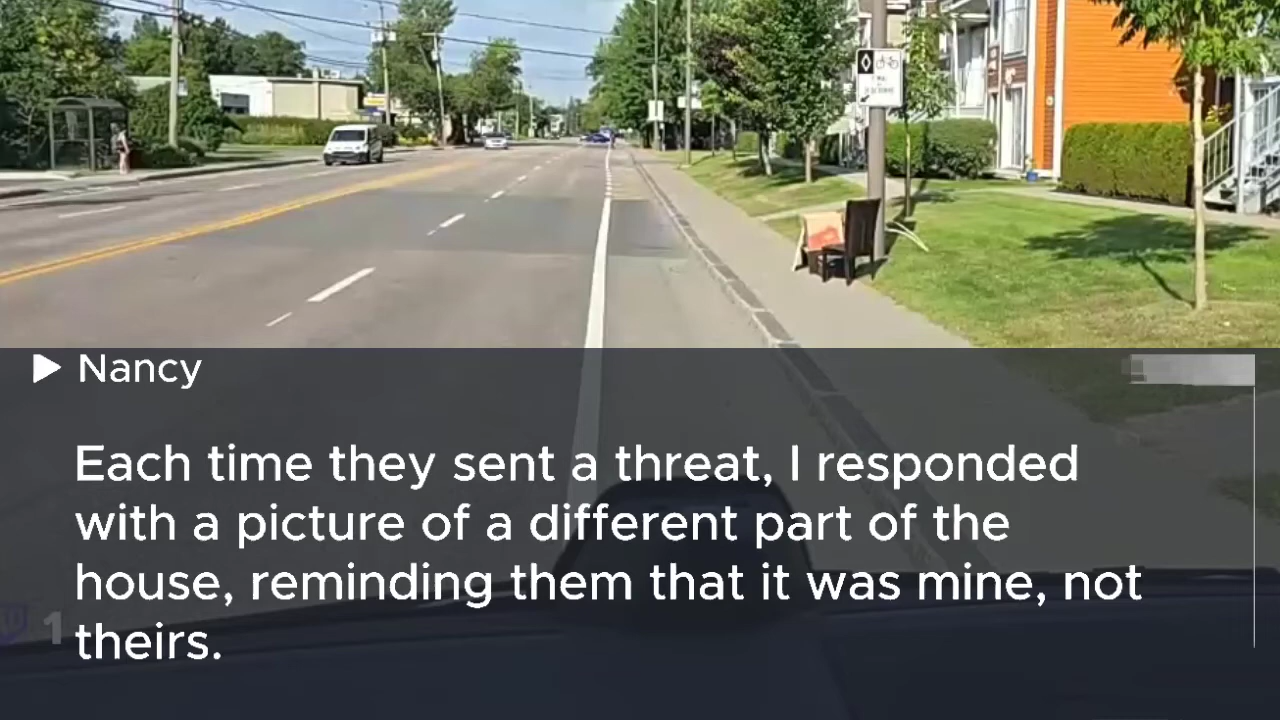 Nancy
Each time they sent a threat, I responded
with a picture of a different part of the
house, reminding them that it was mine, not
theirs.
1